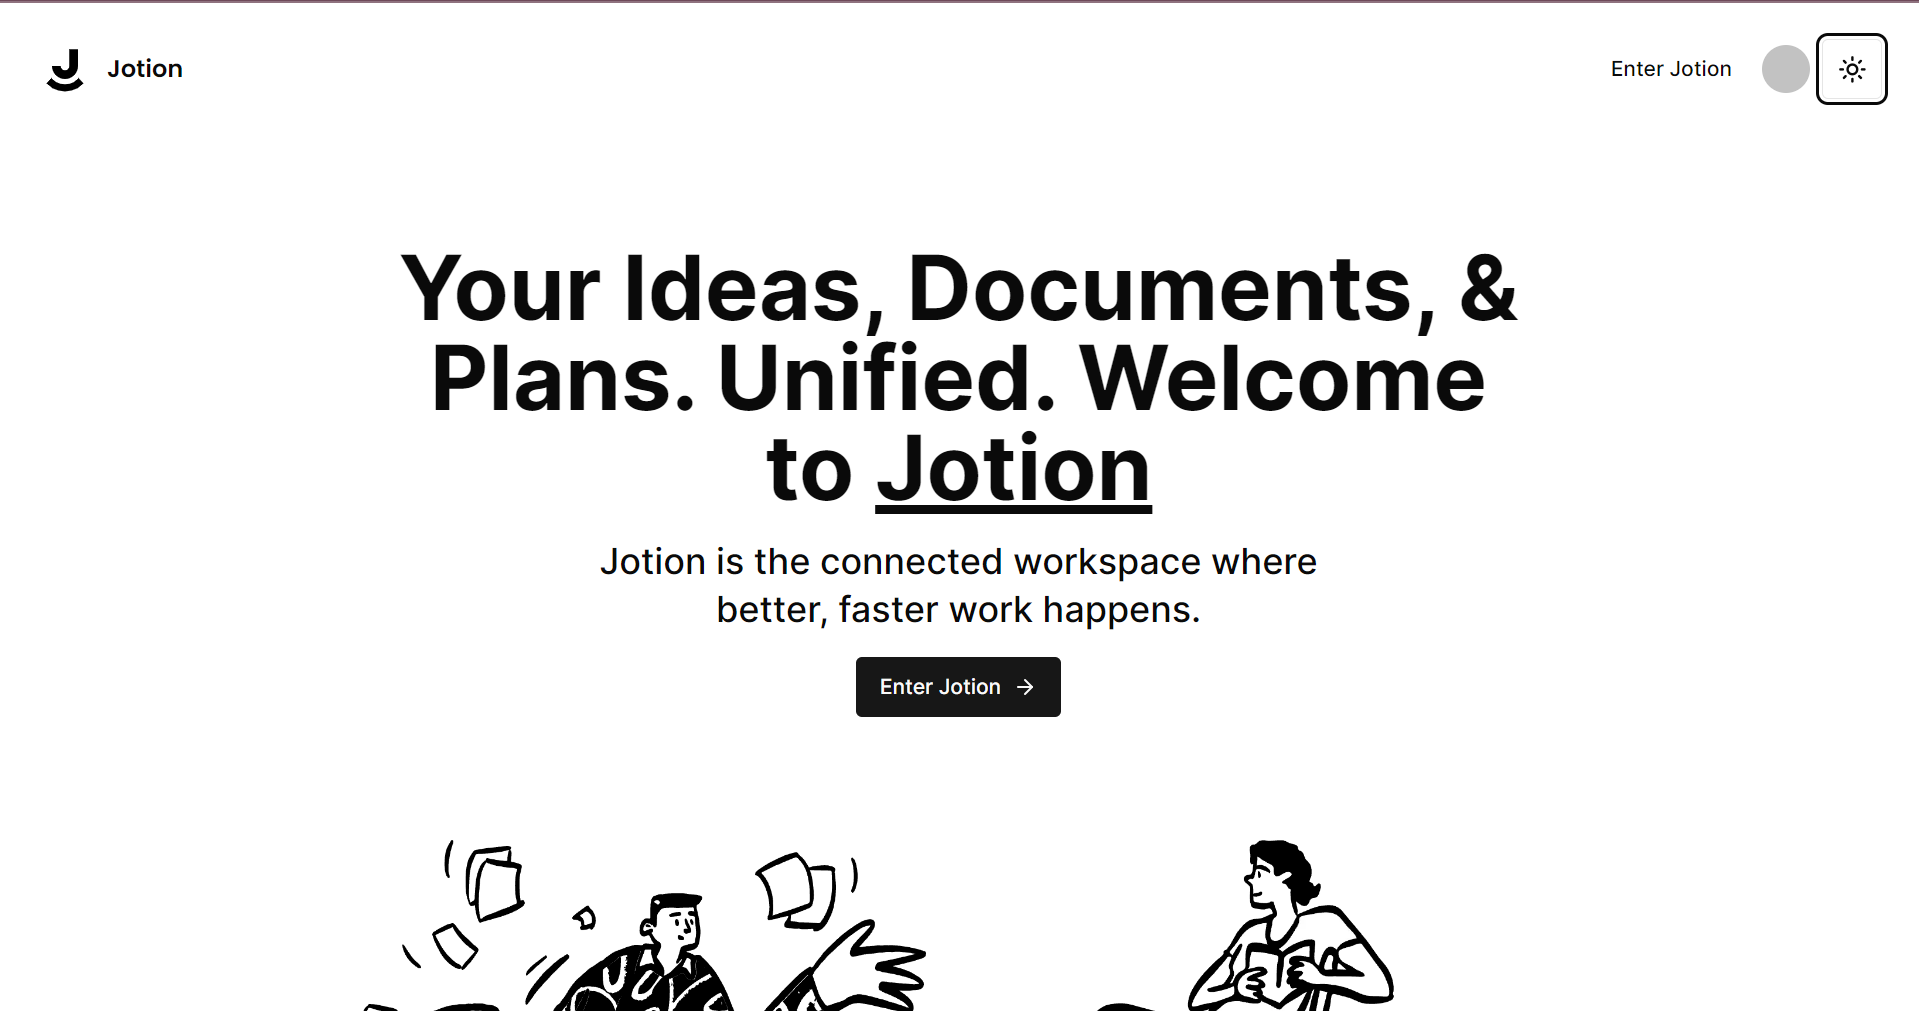 Jotion
Enter Jotion
Your Ideas, Documents, &
Plans. Unified. Welcome
to Jotion
Jotion is the connected workspace where
better, faster work happens.
Enter Jotion